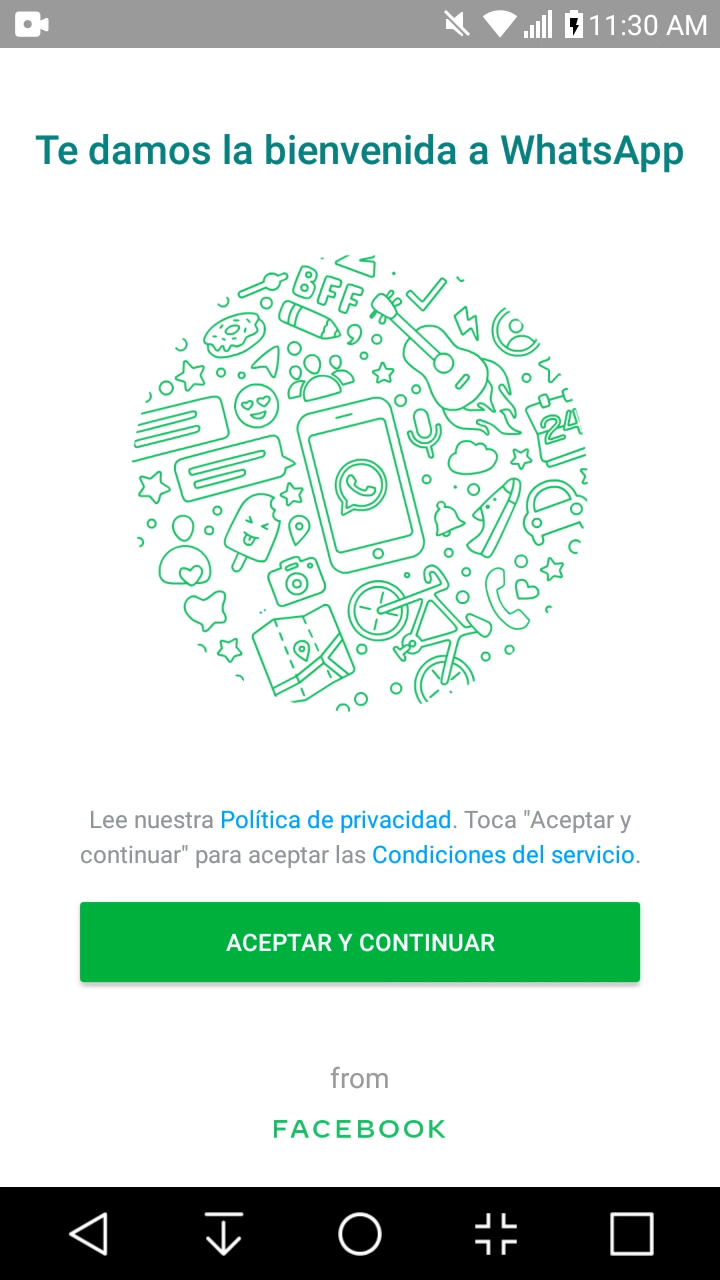 11:30 AM
Te damos la bienvenida a WhatsApp
BFF
24
Lee nuestra Política de privacidad. Toca "Aceptar y
continuar" para aceptar las Condiciones del servicio.
ACEPTAR Y CONTINUAR
from
FACEBOOK